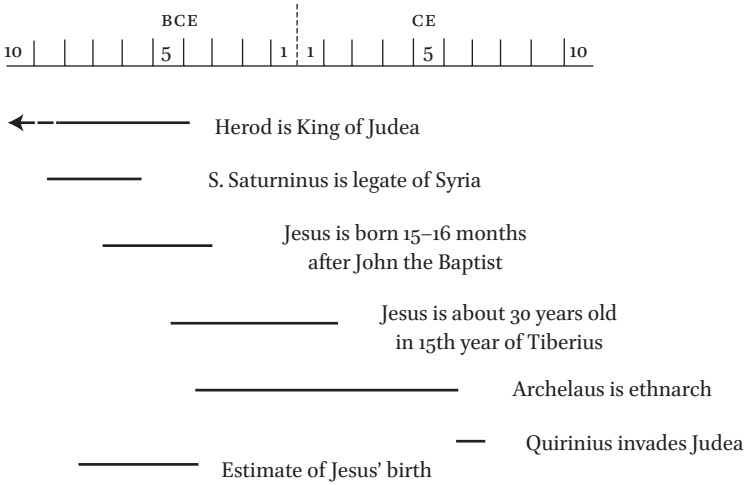 BCE CE
10 5 1 1 5 10
Herod is King of Judea
S. Saturninus is legate of Syria
Jesus is born 15–16 months
after John the Baptist
Jesus is about 30 years old
in 15th year of Tiberius
Archelaus is ethnarch
Quirinius invades Judea
Estimate of Jesus’ birth